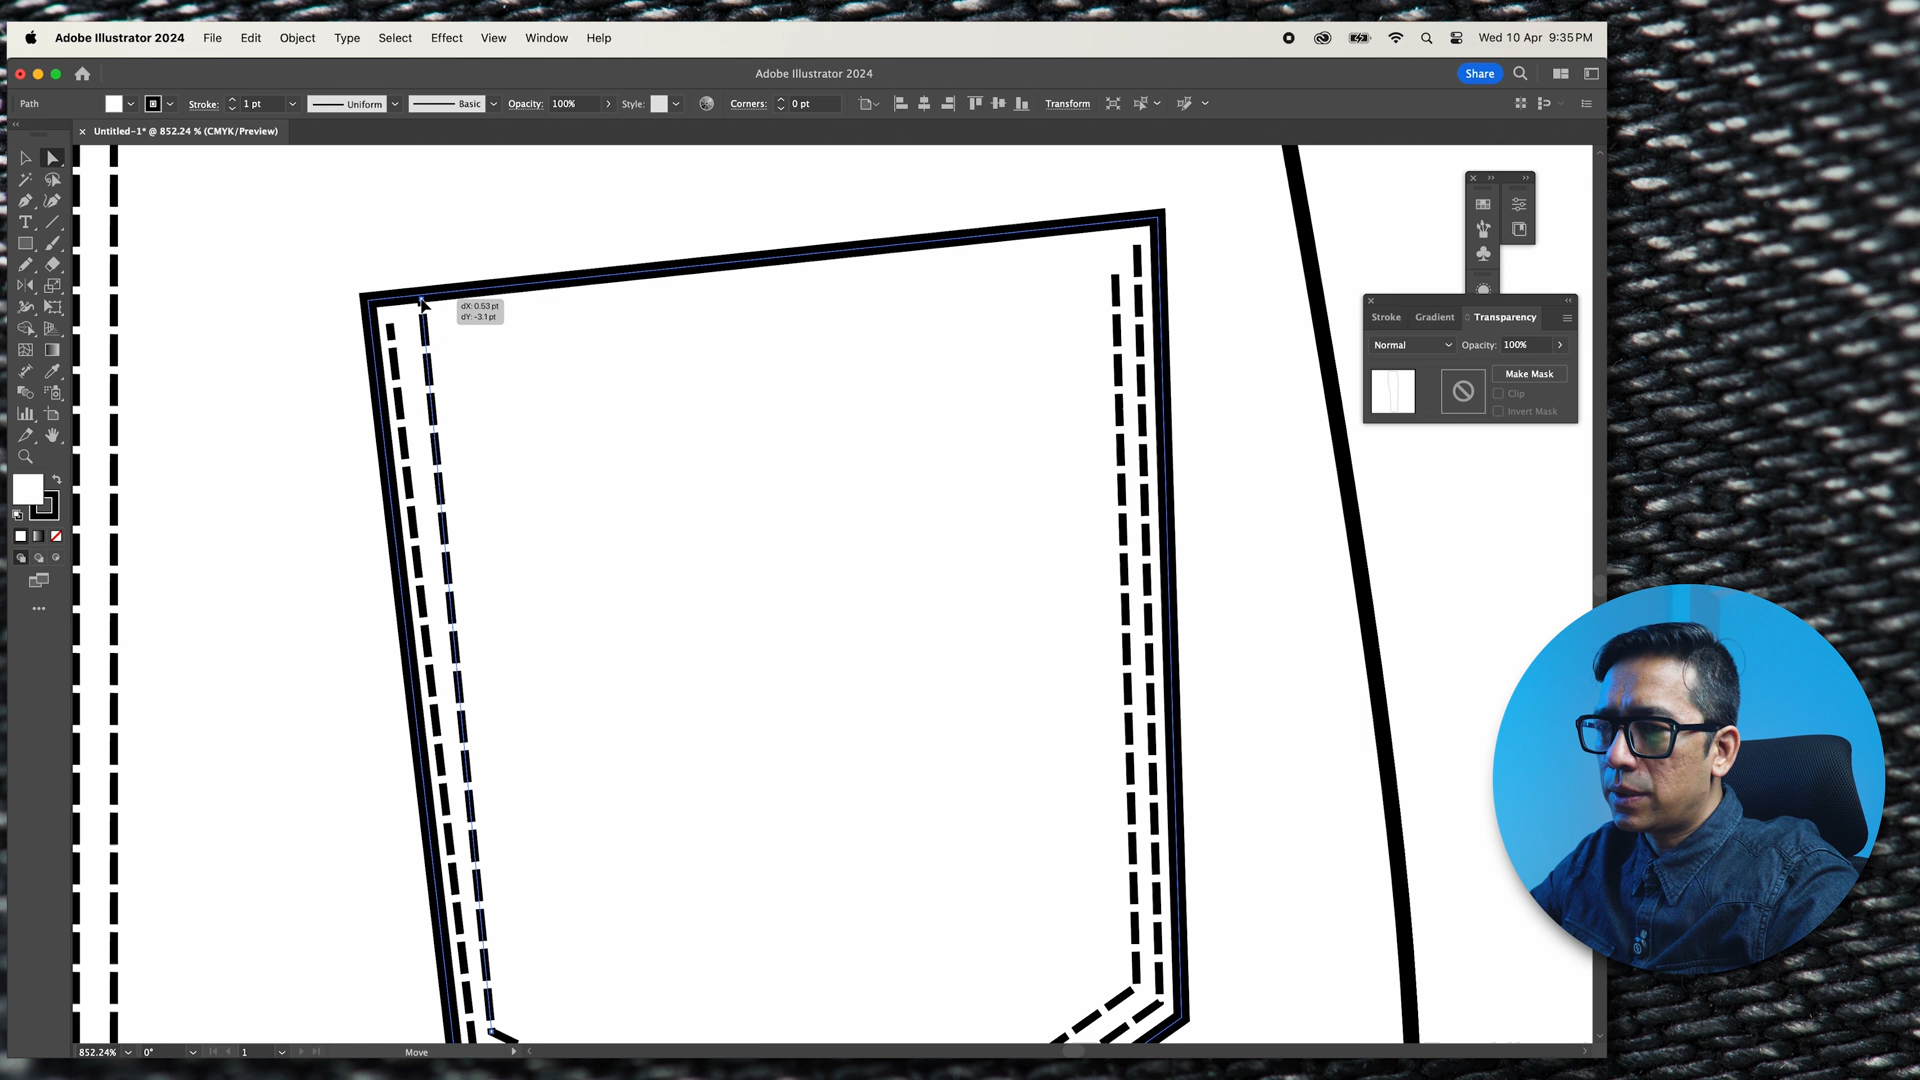 Adobe Illustrator 2024 File Edit Object Type Select Effect View Window Help Wed 10 Apr 9:35 PM
Adobe Illustrator 2024 Share
Path Stroke: 1 pt Uniform Basic Opacity: 100% Style: Corners: 0 pt Transform
× Untitled-1* @ 852.24 % (CMYK/Preview)
dX: 0.53 pt
dY: -3.1 pt
Stroke Gradient Transparency
Normal Opacity: 100%
Make Mask
Clip
Invert Mask
852.24% 0° 1 Move